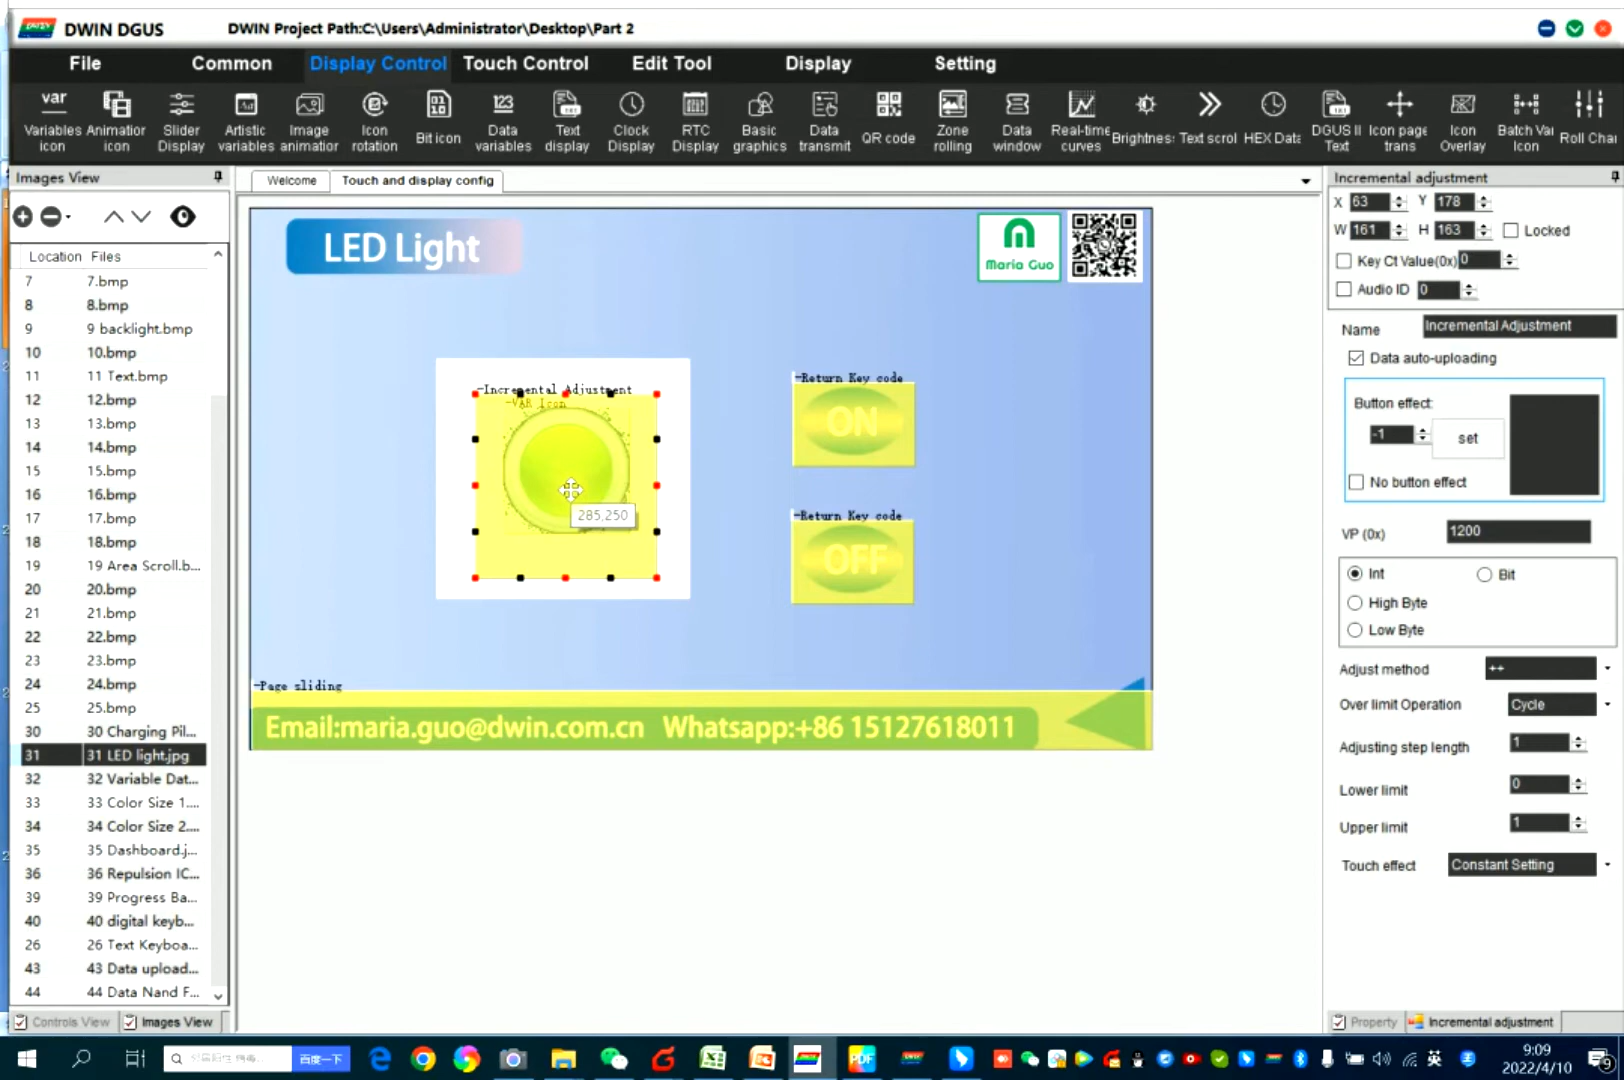 DWIN DGUS
DWIN Project Path:C:\Users\Administrator\Desktop\Part 2
File Common Display Control Touch Control Edit Tool Display Setting
Variables icon
Animation icon
Slider Display
Artistic variables
Image animation
Icon rotation
Bit icon
Data variables
Text display
Clock Display
RTC Display
Basic graphics
Data transmit
QR code
Zone rolling
Data window
Real-time curves
Brightness
Text scrol
HEX Data
DGUS II Text
Icon page trans
Icon Overlay
Batch Var Icon
Roll Char
Images View
Welcome
Touch and display config
Location Files
7 7.bmp
8 8.bmp
9 9 backlight.bmp
10 10.bmp
11 11 Text.bmp
12 12.bmp
13 13.bmp
14 14.bmp
15 15.bmp
16 16.bmp
17 17.bmp
18 18.bmp
19 19 Area Scroll.b...
20 20.bmp
21 21.bmp
22 22.bmp
23 23.bmp
24 24.bmp
25 25.bmp
30 30 Charging Pil...
31 31 LED light.jpg
32 32 Variable Dat...
33 33 Color Size 1....
34 34 Color Size 2....
35 35 Dashboard.j...
36 36 Repulsion IC...
39 39 Progress Ba...
40 40 digital keyb...
26 26 Text Keyboa...
43 43 Data upload...
44 44 Data Nand F...
Controls View
Images View
LED Light
Maria Guo
-Incremental Adjustment
-VAR Icon
285,250
-Return Key code
ON
-Return Key code
OFF
-Page sliding
Email:maria.guo@dwin.com.cn Whatsapp:+86 15127618011
Incremental adjustment
X 63 Y 178
W 161 H 163 Locked
Key Ct Value(0x) 0
Audio ID 0
Name Incremental Adjustment
Data auto-uploading
Button effect:
-1 set
No button effect
VP (0x) 1200
Int Bit
High Byte
Low Byte
Adjust method ++
Over limit Operation Cycle
Adjusting step length 1
Lower limit 0
Upper limit 1
Touch effect Constant Setting
Property
Incremental adjustment
百度一下
PDF
英
9:09
2022/4/10
9